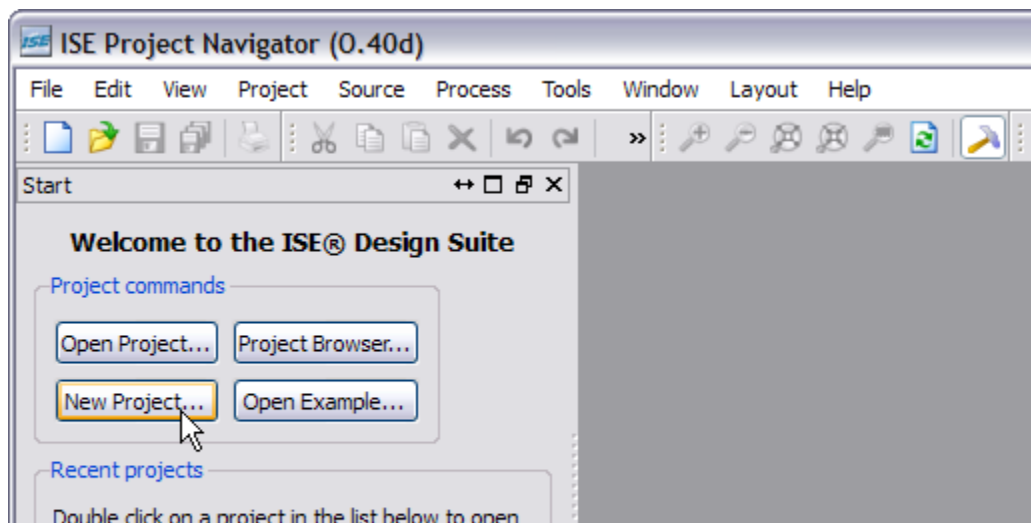 ISE ISE Project Navigator (O.40d)
File Edit View Project Source Process Tools Window Layout Help
Start
Welcome to the ISE® Design Suite
Project commands
Open Project... Project Browser...
New Project... Open Example...
Recent projects
Double click on a project in the list below to open